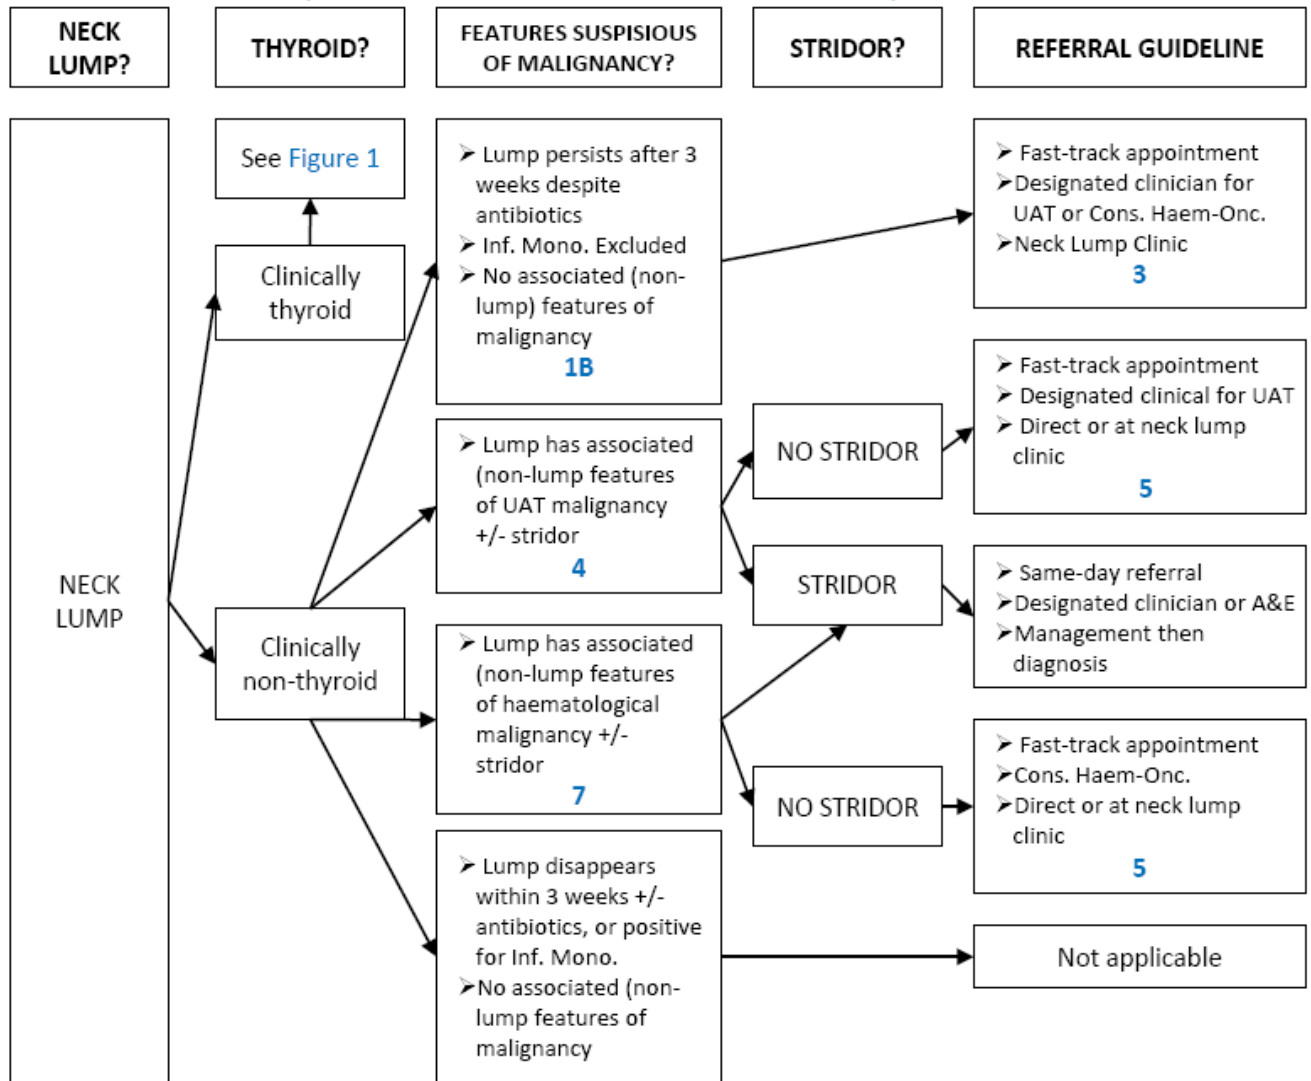 NECK
LUMP?
THYROID?
FEATURES SUSPISIOUS
OF MALIGNANCY?
STRIDOR?
REFERRAL GUIDELINE
NECK
LUMP
See Figure 1
Clinically
thyroid
Clinically
non-thyroid
➢ Lump persists after 3
weeks despite
antibiotics
➢ Inf. Mono. Excluded
➢ No associated (non-
lump) features of
malignancy
1B
➢ Lump has associated
(non-lump features
of UAT malignancy
+/- stridor
4
➢ Lump has associated
(non-lump features
of haematological
malignancy +/-
stridor
7
➢ Lump disappears
within 3 weeks +/-
antibiotics, or positive
for Inf. Mono.
➢No associated (non-
lump features of
malignancy
NO STRIDOR
STRIDOR
NO STRIDOR
➢ Fast-track appointment
➢Designated clinician for
UAT or Cons. Haem-Onc.
➢Neck Lump Clinic
3
➢ Fast-track appointment
➢ Designated clinical for UAT
➢ Direct or at neck lump
clinic
5
➢ Same-day referral
➢Designated clinician or A&E
➢Management then
diagnosis
➢ Fast-track appointment
➢Cons. Haem-Onc.
➢Direct or at neck lump
clinic
5
Not applicable